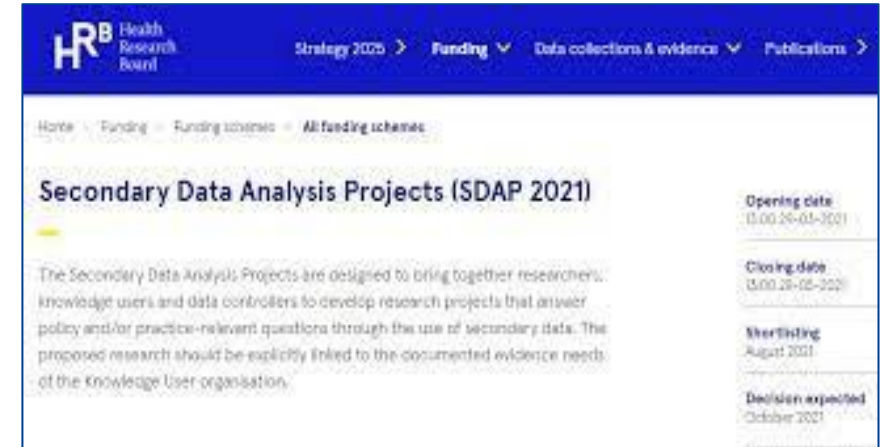 HRB Health
Research
Board
Strategy 2025 > Funding Data collections & evidence Publications >
Home Funding Funding schemes All funding schemes
Secondary Data Analysis Projects (SDAP 2021)
The Secondary Data Analysis Projects are designed to bring together researchers,
knowledge users and data controllers to develop research projects that answer
policy and/or practice-relevant questions through the use of secondary data. The
proposed research should be explicitly linked to the documented evidence needs
of the Knowledge User organisation.
Opening date
Closing date
Shortlisting
August 2021
Decision expected
October 2021